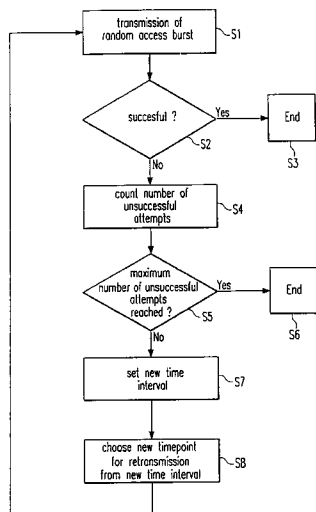 transmission of
random access burst
S1
succesful ?
Yes
End
S2
S3
No
count number of
unsuccessful
attempts
S4
maximum
number of unsuccessful
attempts
reached ?
Yes
End
S5
S6
No
set new time
interval
S7
choose new timepoint
for retransmission
from new time interval
S8